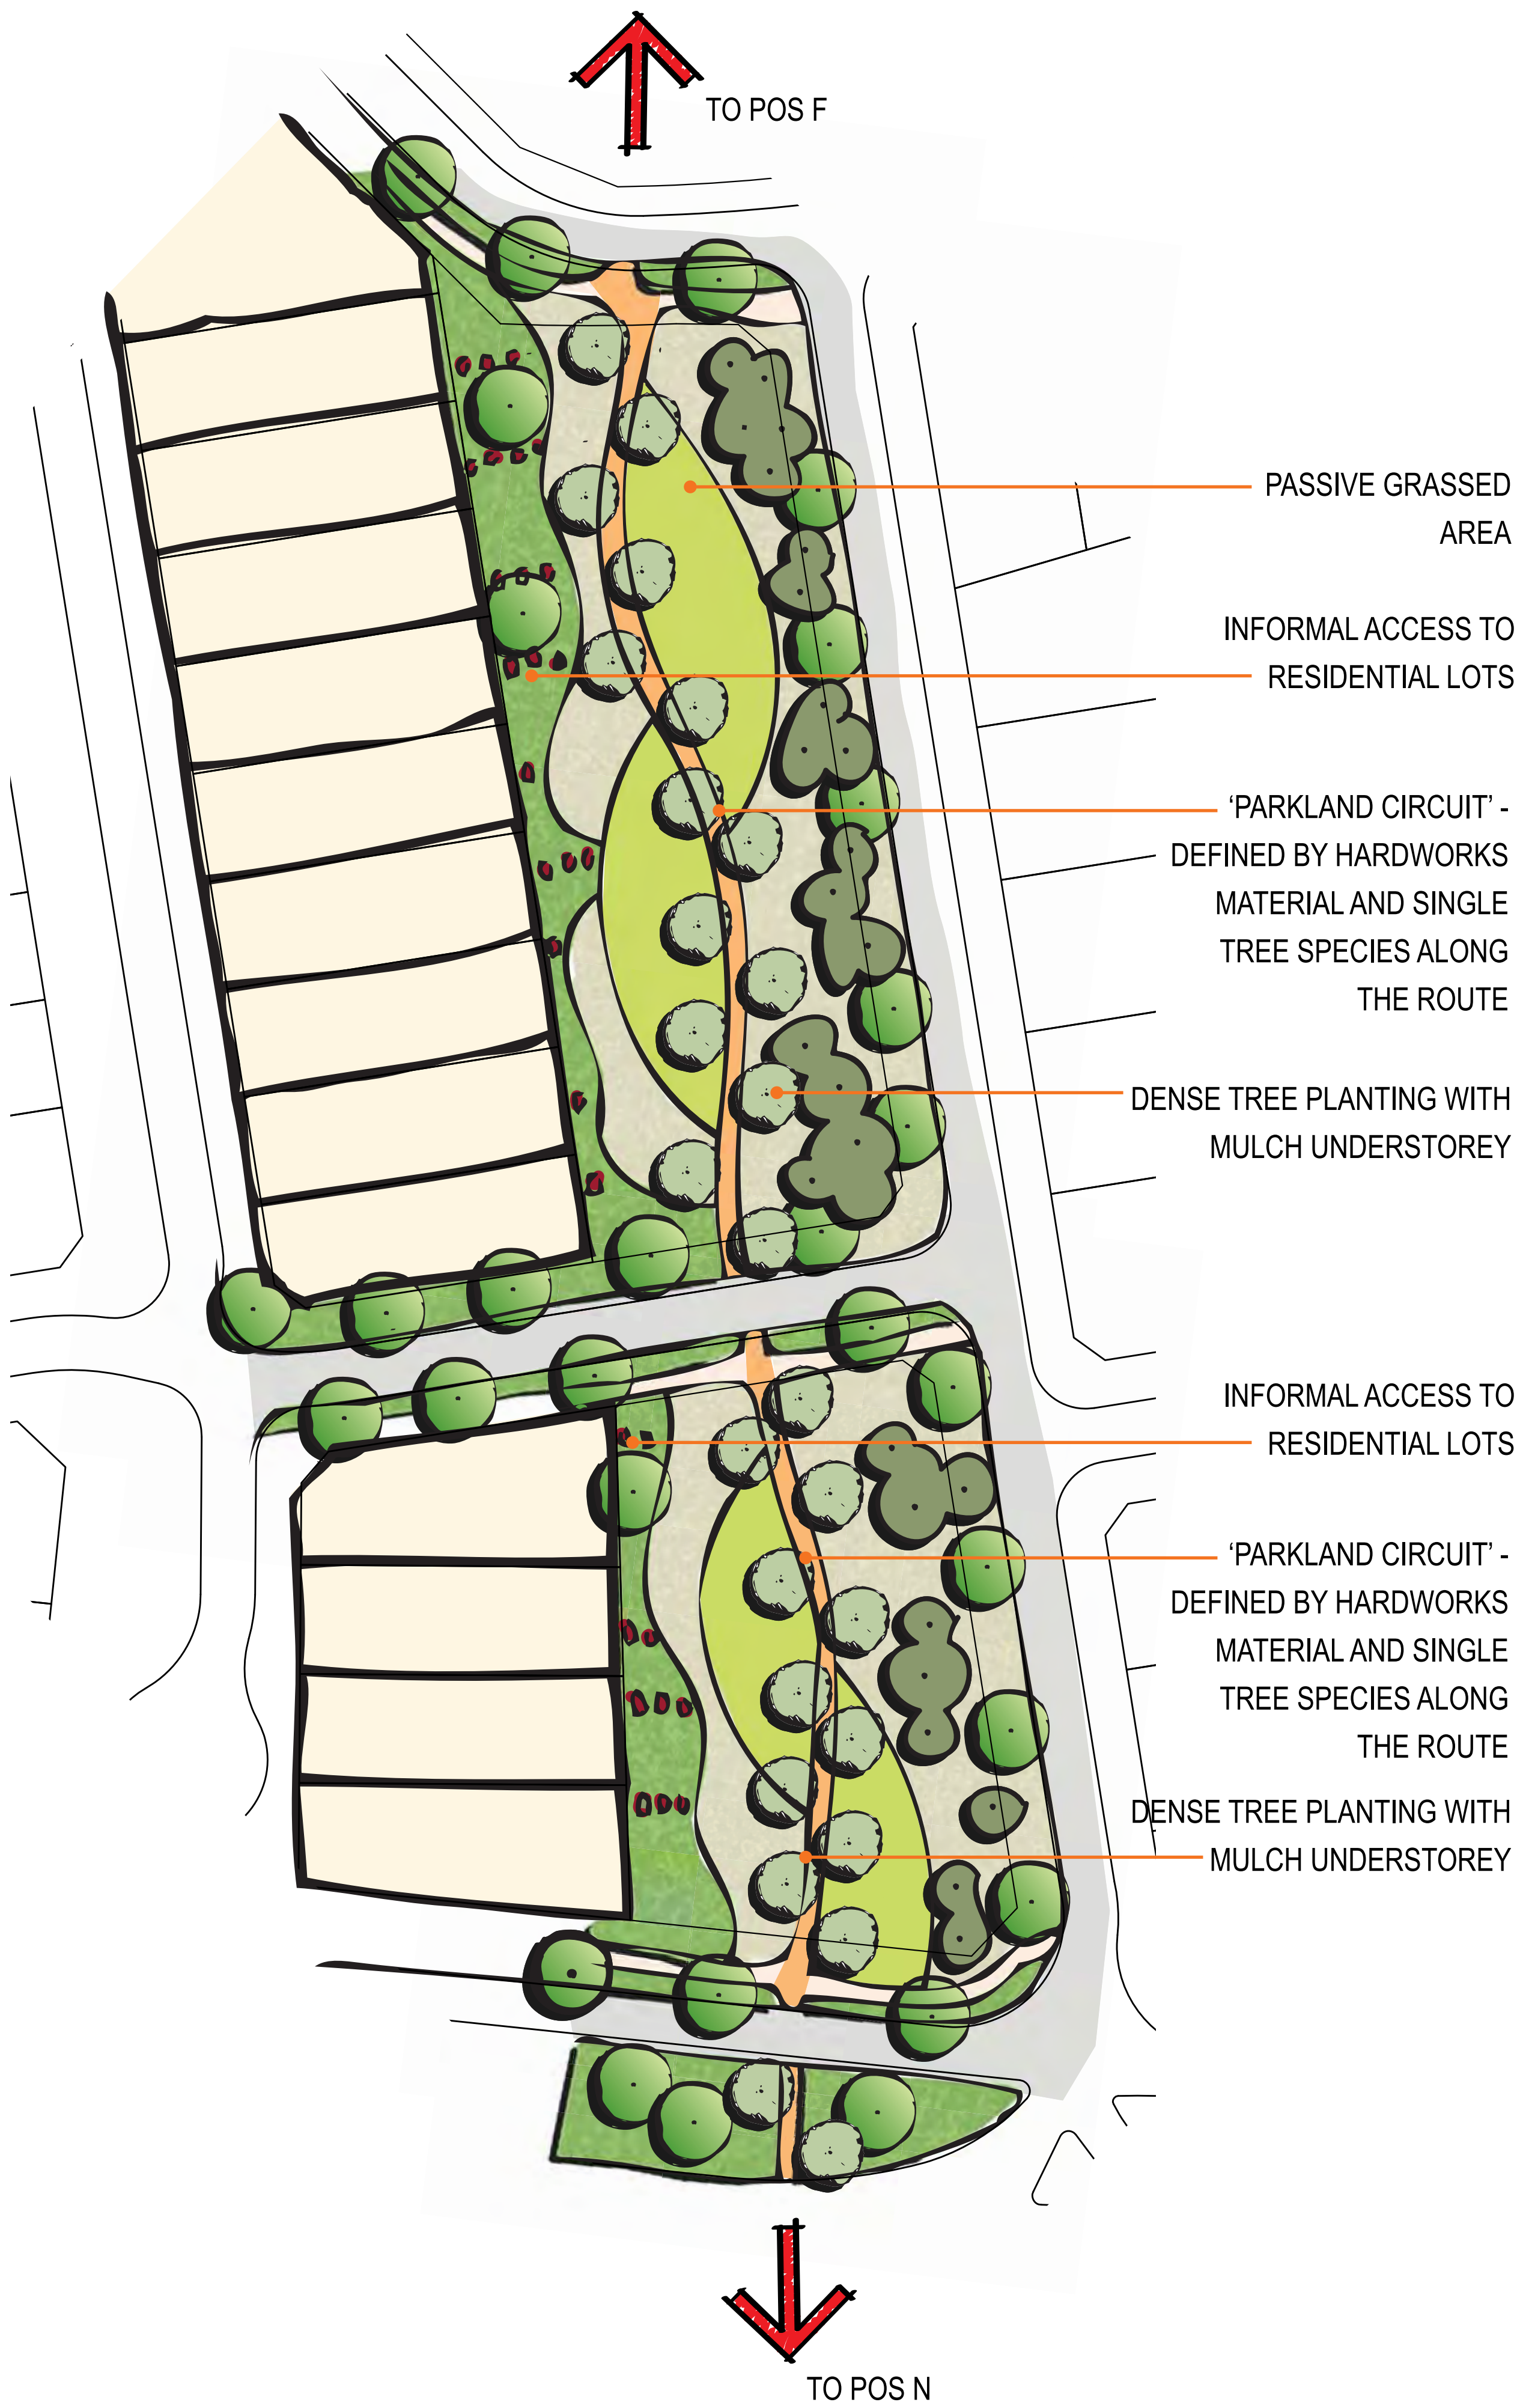 TO POS F
PASSIVE GRASSED
AREA
INFORMAL ACCESS TO
RESIDENTIAL LOTS
‘PARKLAND CIRCUIT’ -
DEFINED BY HARDWORKS
MATERIAL AND SINGLE
TREE SPECIES ALONG
THE ROUTE
DENSE TREE PLANTING WITH
MULCH UNDERSTOREY
INFORMAL ACCESS TO
RESIDENTIAL LOTS
‘PARKLAND CIRCUIT’ -
DEFINED BY HARDWORKS
MATERIAL AND SINGLE
TREE SPECIES ALONG
THE ROUTE
DENSE TREE PLANTING WITH
MULCH UNDERSTOREY
TO POS N